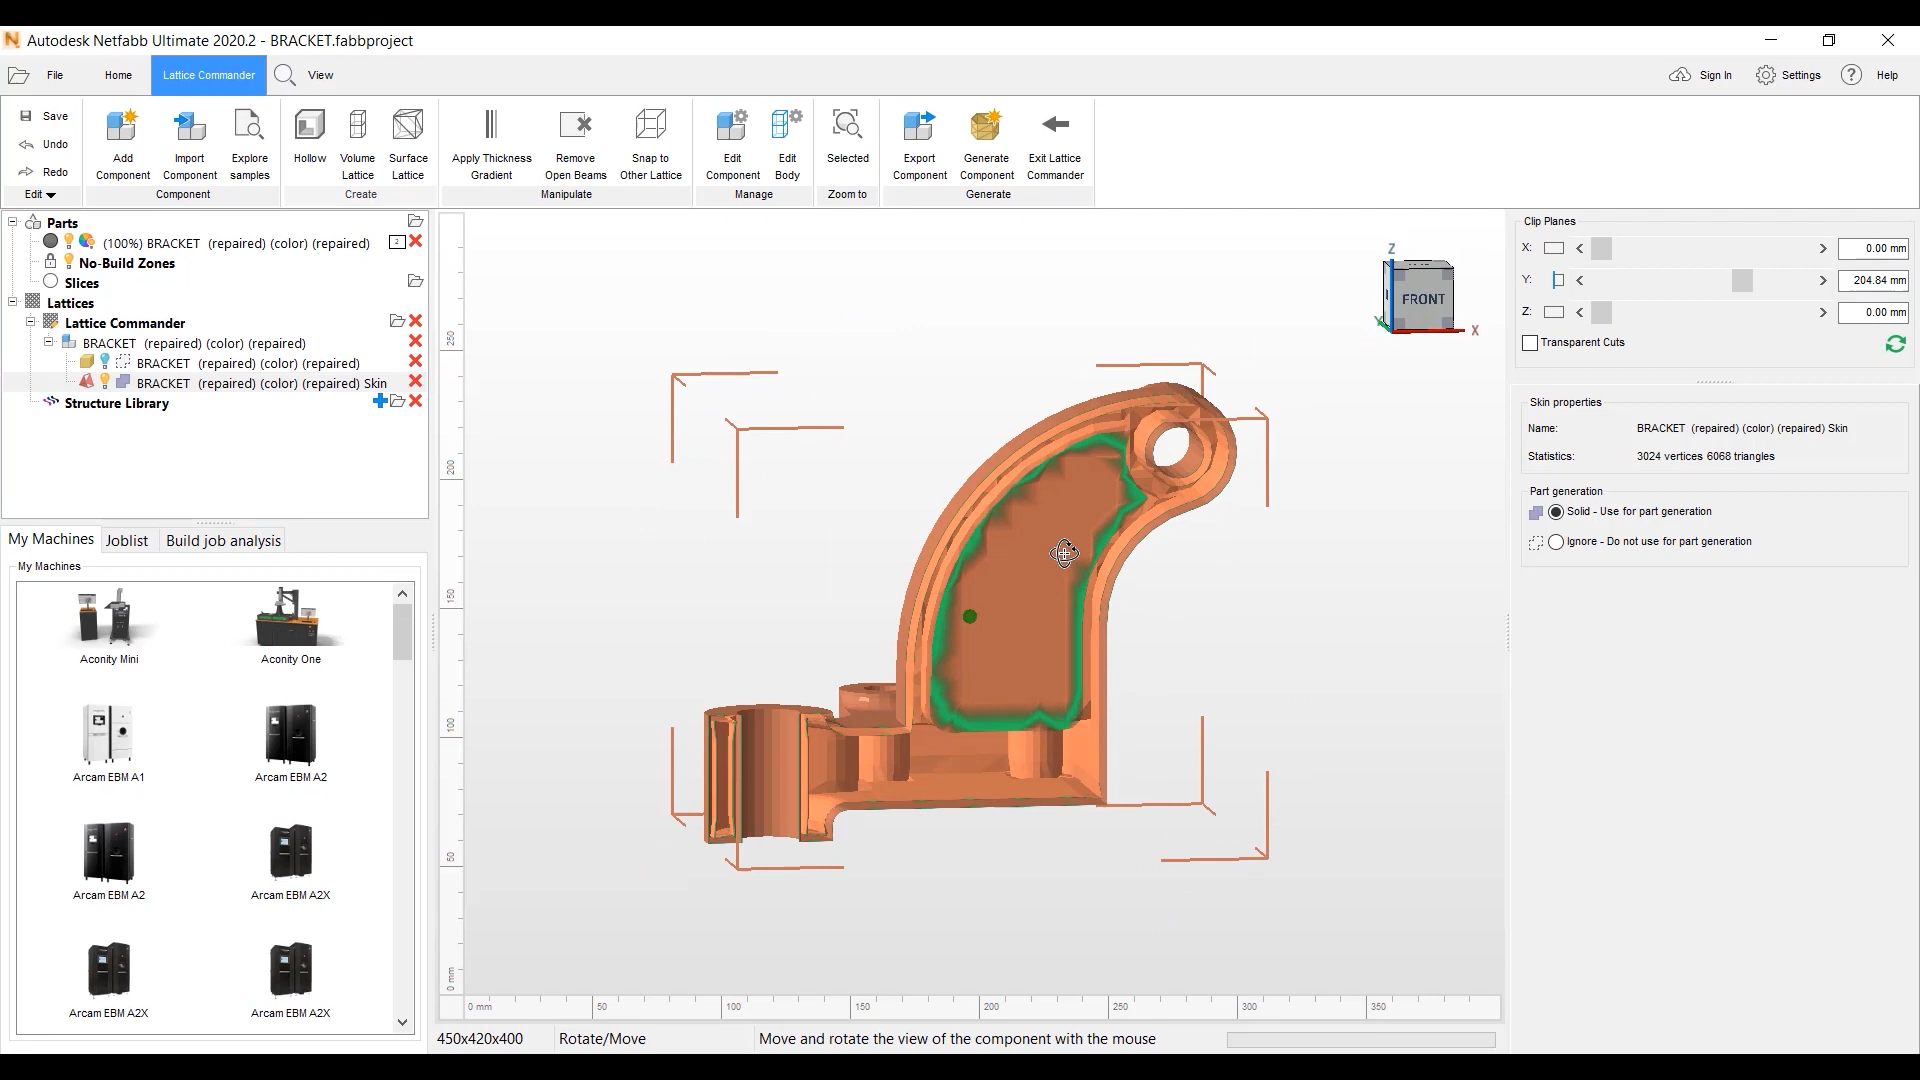 Autodesk Netfabb Ultimate 2020.2 - BRACKET.fabbproject
File
Home
Lattice Commander
View
Sign In
Settings
Help
Save
Undo
Redo
Edit
Add Component
Import Component
Explore samples
Component
Hollow
Volume Lattice
Surface Lattice
Create
Apply Thickness Gradient
Remove Open Beams
Snap to Other Lattice
Manipulate
Edit Component
Edit Body
Manage
Selected
Zoom to
Export Component
Generate Component
Exit Lattice Commander
Generate
Parts
(100%) BRACKET (repaired) (color) (repaired)
2
No-Build Zones
Slices
Lattices
Lattice Commander
BRACKET (repaired) (color) (repaired)
BRACKET (repaired) (color) (repaired)
BRACKET (repaired) (color) (repaired) Skin
Structure Library
My Machines
Joblist
Build job analysis
My Machines
Aconity Mini
Aconity One
Arcam EBM A1
Arcam EBM A2
Arcam EBM A2
Arcam EBM A2X
Arcam EBM A2X
Arcam EBM A2X
250
200
150
100
50
0 mm
0 mm
50
100
150
200
250
300
350
Z
FRONT
Y
X
450x420x400
Rotate/Move
Move and rotate the view of the component with the mouse
Clip Planes
X:
0.00 mm
Y:
204.84 mm
Z:
0.00 mm
Transparent Cuts
Skin properties
Name:
BRACKET (repaired) (color) (repaired) Skin
Statistics:
3024 vertices 6068 triangles
Part generation
Solid - Use for part generation
Ignore - Do not use for part generation